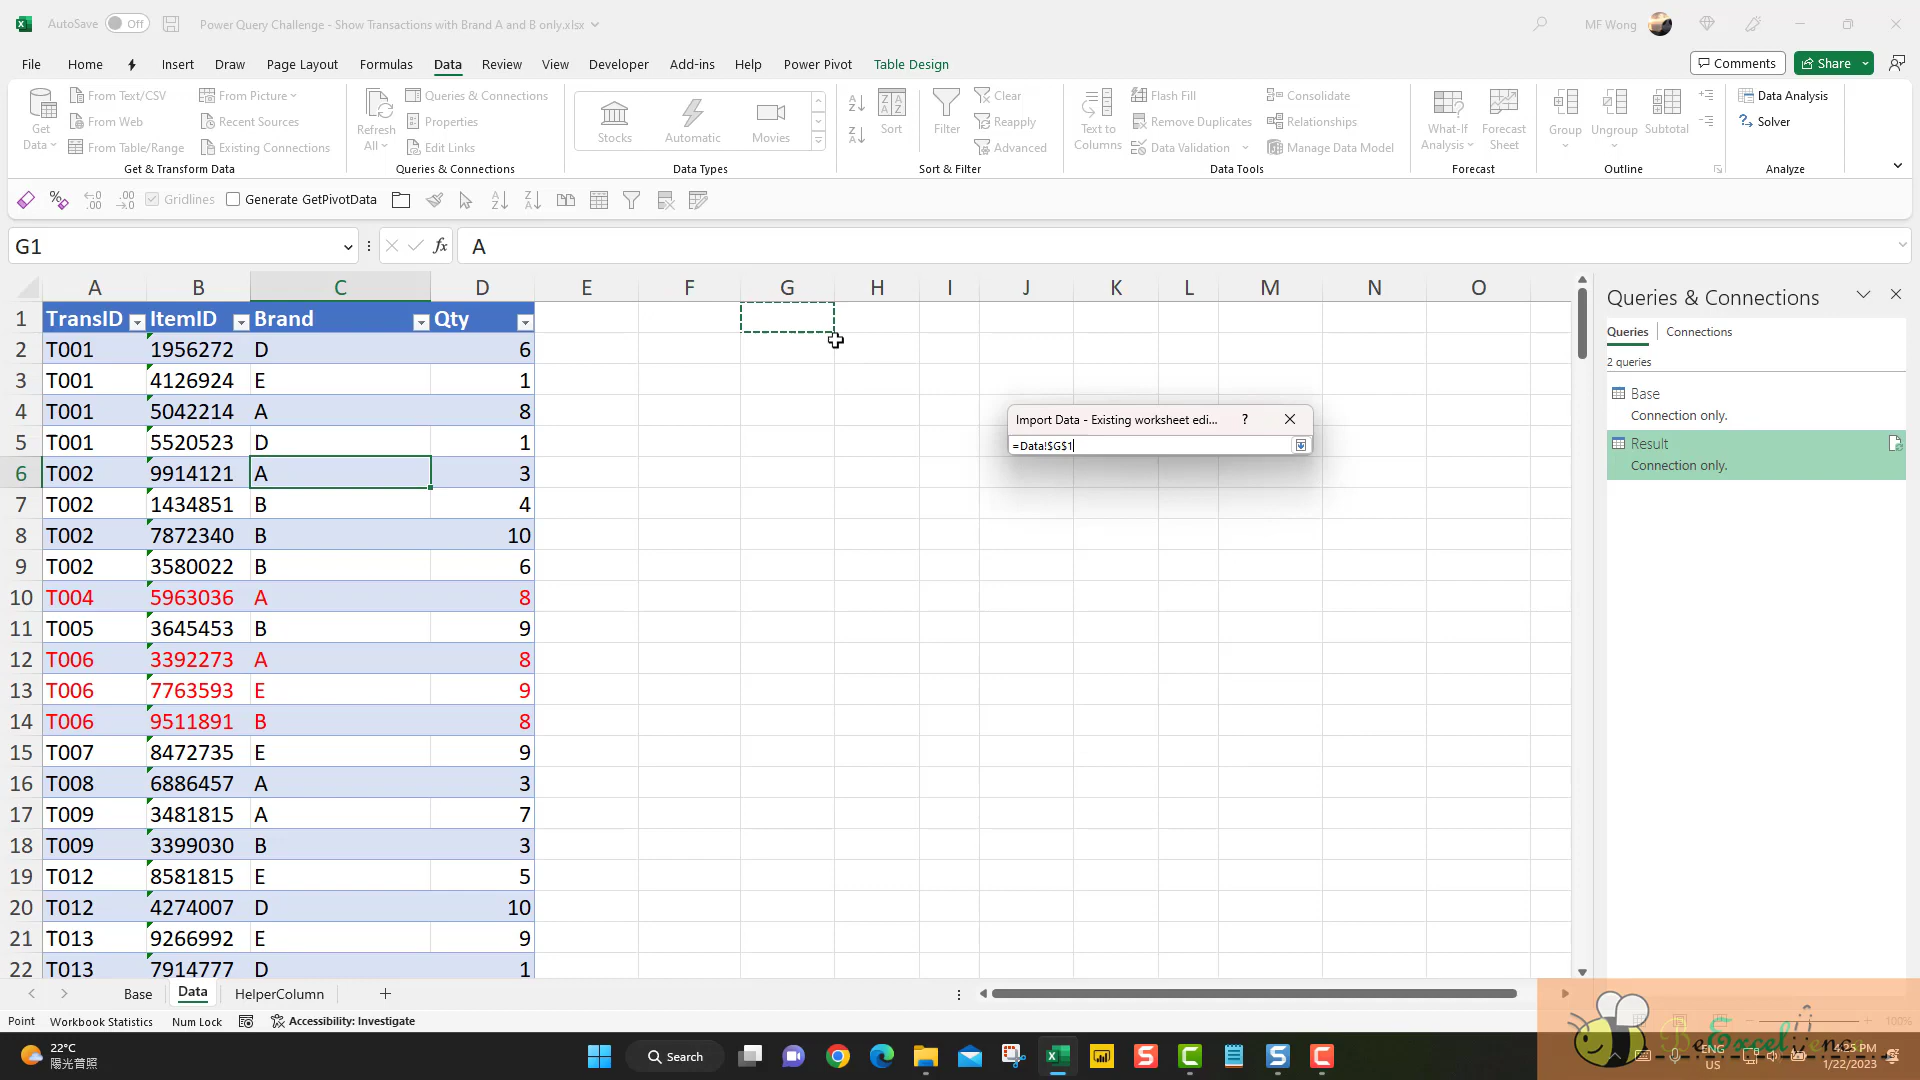 AutoSave Off Power Query Challenge - Show Transactions with Brand A and B only.xlsx MF Wong
File Home Insert Draw Page Layout Formulas Data Review View Developer Add-ins Help Power Pivot Table Design Comments Share
Get Data From Text/CSV From Web From Table/Range From Picture Recent Sources Existing Connections
Refresh All Queries & Connections Properties Edit Links
Stocks Automatic Movies
Sort Filter Clear Reapply Advanced
Text to Columns Flash Fill Remove Duplicates Data Validation Consolidate Relationships Manage Data Model
What-If Analysis Forecast Sheet Group Ungroup Subtotal Data Analysis Solver
Get & Transform Data Queries & Connections Data Types Sort & Filter Data Tools Forecast Outline Analyze
Gridlines Generate GetPivotData
G1 fx A
A B C D E F G H I J K L M N O
1 TransID ItemID Brand Qty
2 T001 1956272 D 6
3 T001 4126924 E 1
4 T001 5042214 A 8
5 T001 5520523 D 1
6 T002 9914121 A 3
7 T002 1434851 B 4
8 T002 7872340 B 10
9 T002 3580022 B 6
10 T004 5963036 A 8
11 T005 3645453 B 9
12 T006 3392273 A 8
13 T006 7763593 E 9
14 T006 9511891 B 8
15 T007 8472735 E 9
16 T008 6886457 A 3
17 T009 3481815 A 7
18 T009 3399030 B 3
19 T012 8581815 E 5
20 T012 4274007 D 10
21 T013 9266992 E 9
22 T013 7914777 D 1
Import Data - Existing worksheet edi... ?
=Data!$G$1
Queries & Connections
Queries Connections
2 queries
Base
Connection only.
Result
Connection only.
Base Data HelperColumn
Point Workbook Statistics Num Lock Accessibility: Investigate 100%
22°C
陽光普照
Search
ENG
US
4:25 PM
1/22/2023